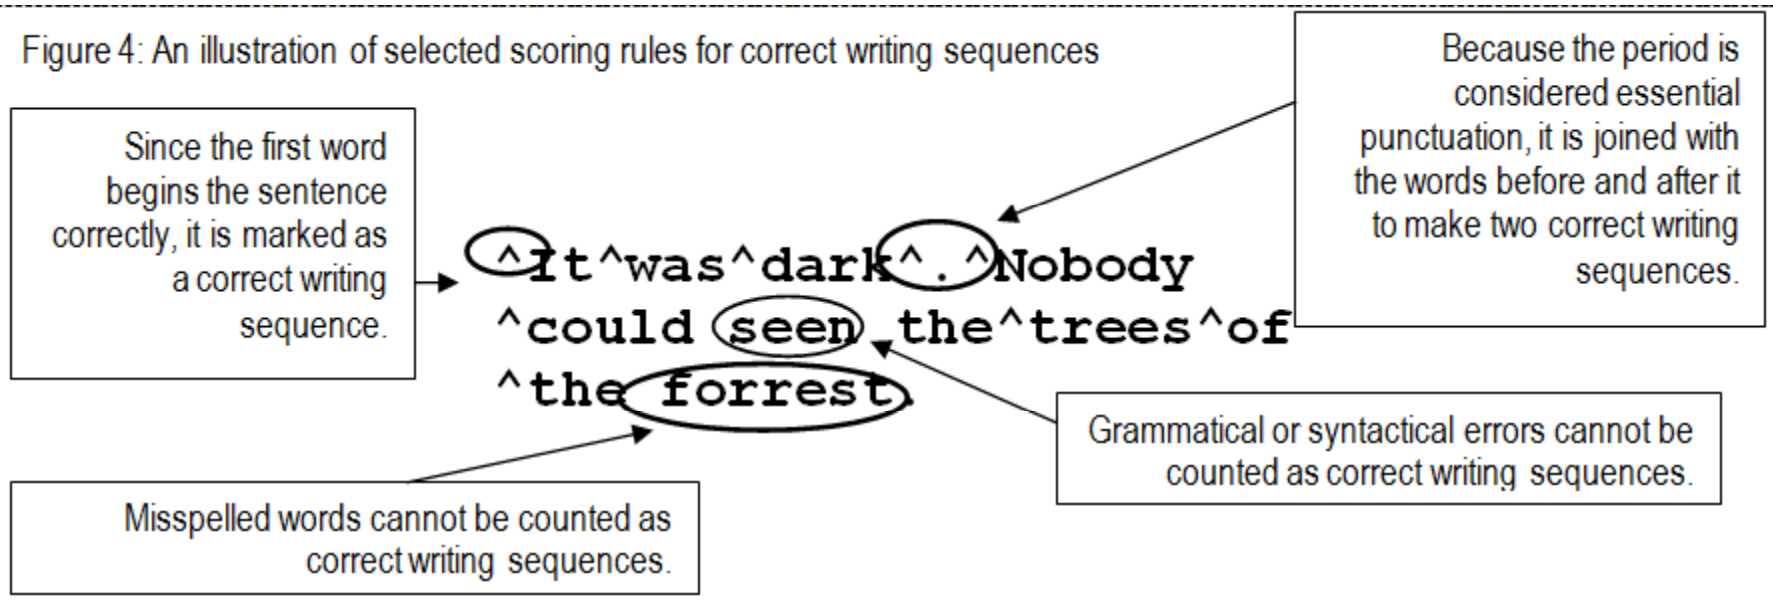 Figure 4: An illustration of selected scoring rules for correct writing sequences
Because the period is
considered essential
punctuation, it is joined with
the words before and after it
to make two correct writing
sequences.
Since the first word
begins the sentence
correctly, it is marked as
a correct writing
sequence.
^It^was^dark^.^Nobody
^could seen the^trees^of
^the forrest.
Grammatical or syntactical errors cannot be
counted as correct writing sequences.
Misspelled words cannot be counted as
correct writing sequences.